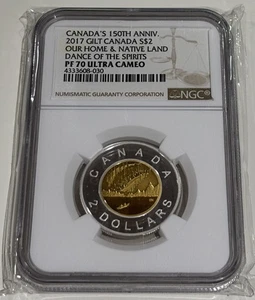 CANADA'S 150TH ANNIV.
2017 GILT CANADA S$2
OUR HOME & NATIVE LAND
DANCE OF THE SPIRITS
PF 70 ULTRA CAMEO
4333608-030
NUMISMATIC GUARANTY CORPORATION
NGC
CANADA
2 DOLLARS